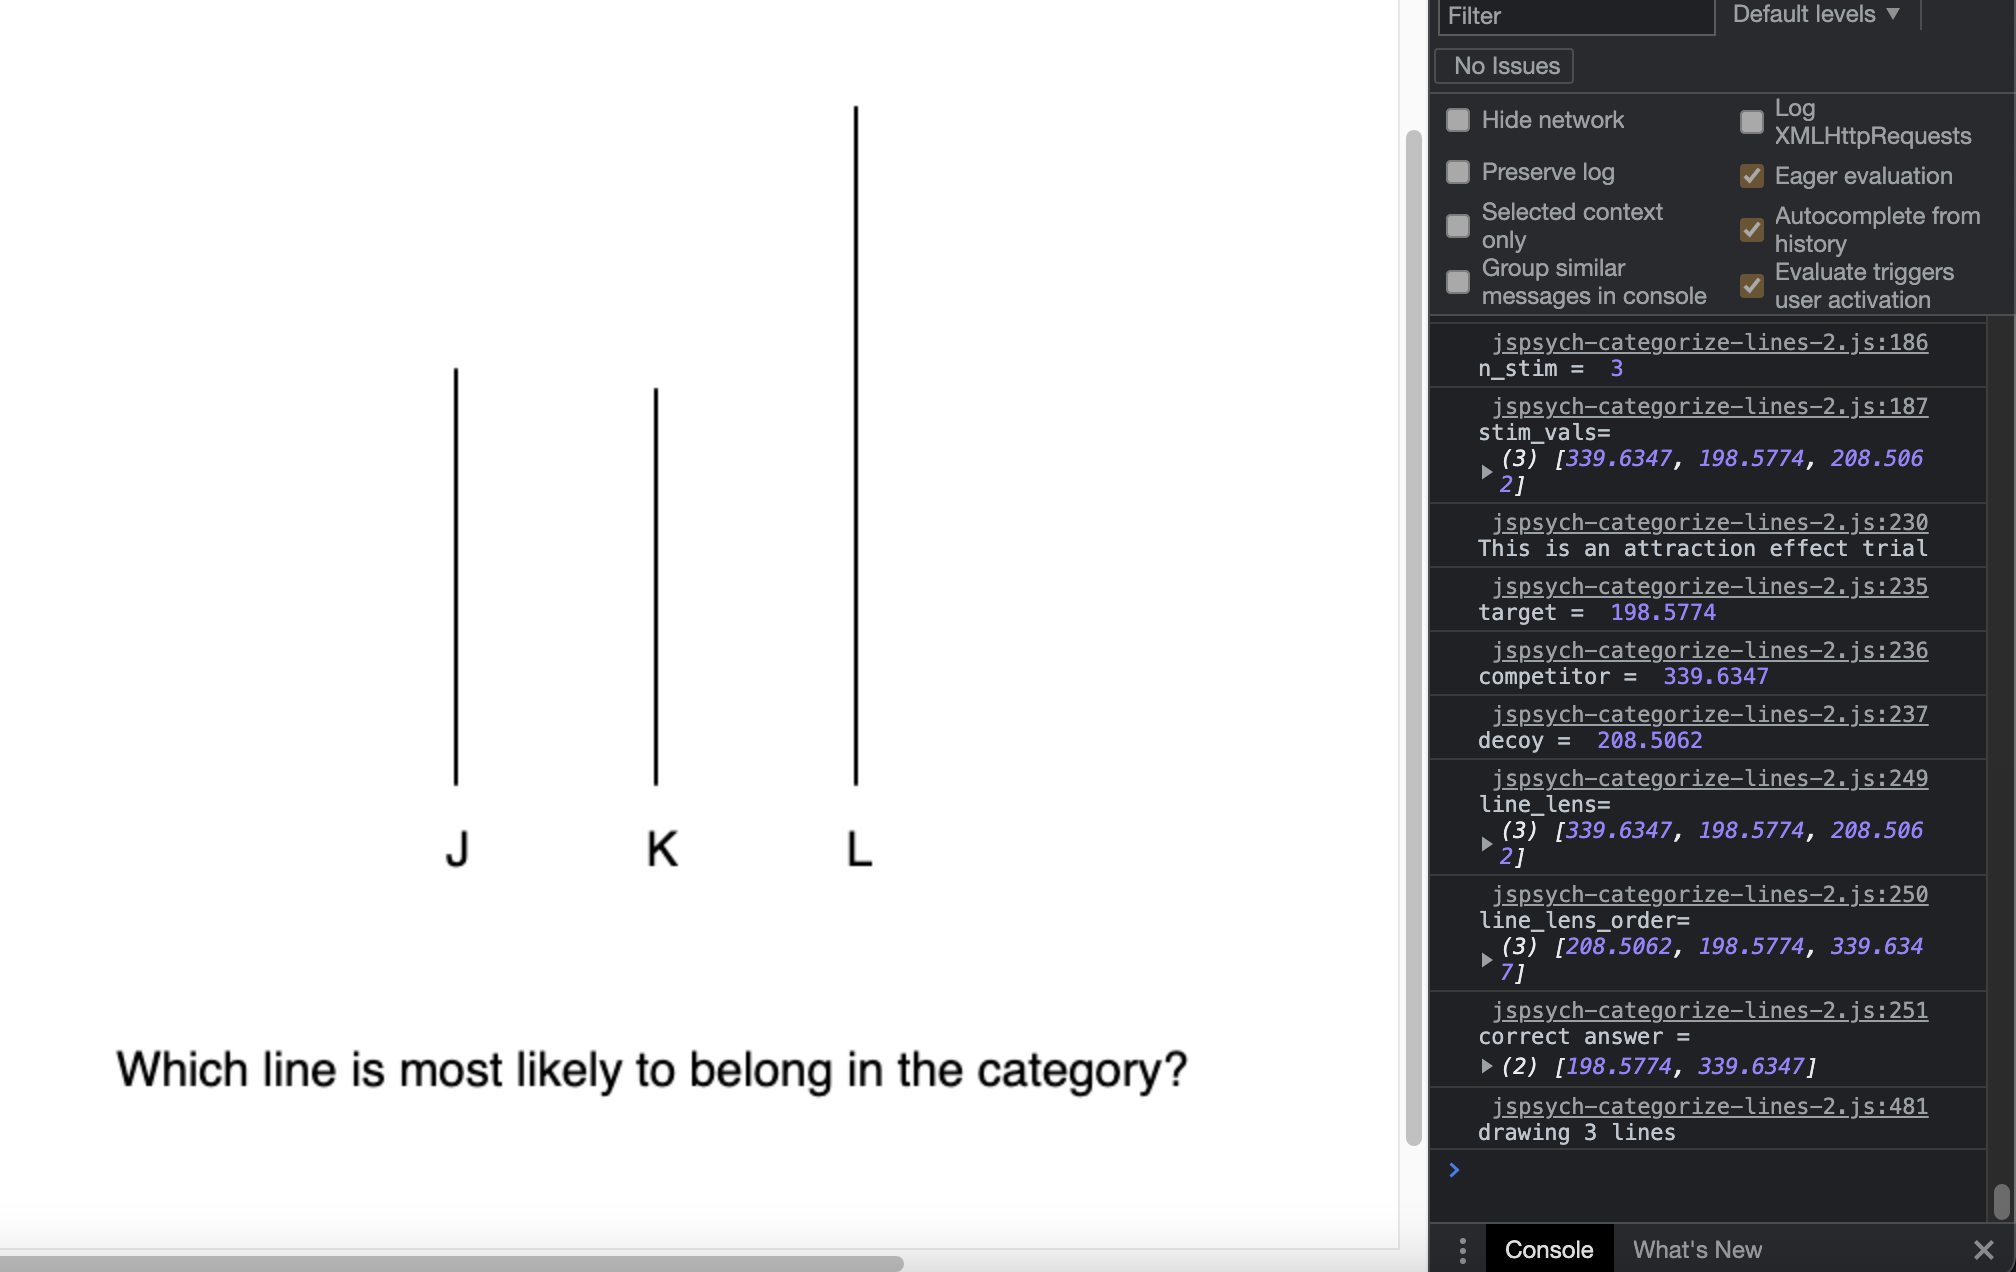 J K L
Which line is most likely to belong in the category?
Filter Default levels ▼
No Issues
Hide network
Log
XMLHttpRequests
Preserve log
Eager evaluation
Selected context
only
Autocomplete from
history
Group similar
messages in console
Evaluate triggers
user activation
jspsych-categorize-lines-2.js:186
n_stim = 3
jspsych-categorize-lines-2.js:187
stim_vals=
(3) [339.6347, 198.5774, 208.506
2]
jspsych-categorize-lines-2.js:230
This is an attraction effect trial
jspsych-categorize-lines-2.js:235
target = 198.5774
jspsych-categorize-lines-2.js:236
competitor = 339.6347
jspsych-categorize-lines-2.js:237
decoy = 208.5062
jspsych-categorize-lines-2.js:249
line_lens=
(3) [339.6347, 198.5774, 208.506
2]
jspsych-categorize-lines-2.js:250
line_lens_order=
(3) [208.5062, 198.5774, 339.634
7]
jspsych-categorize-lines-2.js:251
correct answer =
(2) [198.5774, 339.6347]
jspsych-categorize-lines-2.js:481
drawing 3 lines
Console What's New